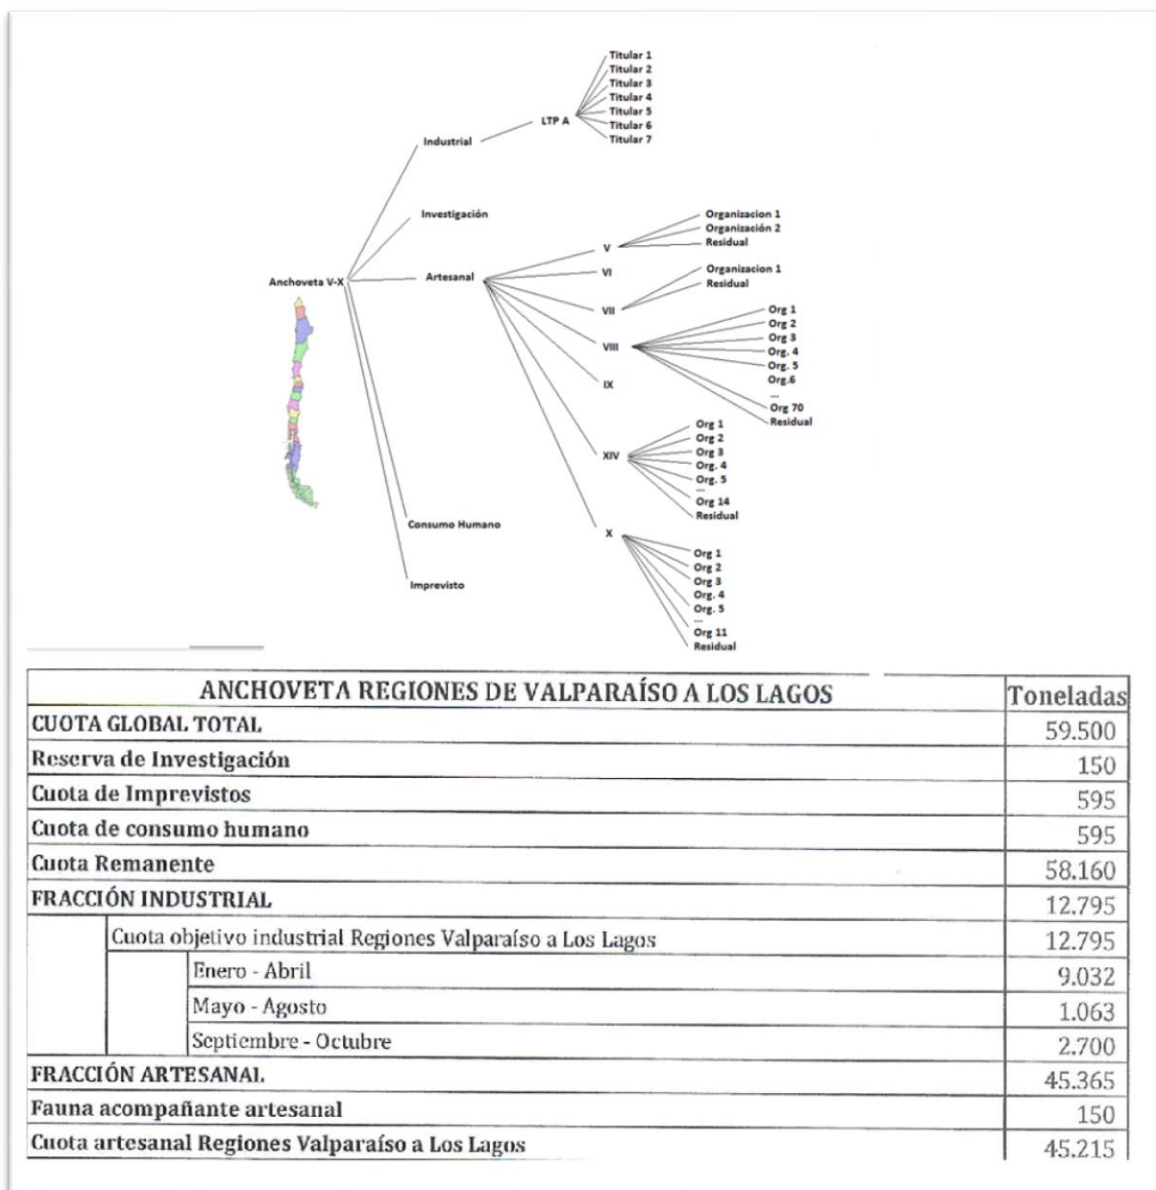 Titular 1
Titular 2
Titular 3
Titular 4
Titular 5
Titular 6
Titular 7
LTP A
Industrial
Investigación
Anchoveta V-X
Artesanal
V
Organizacion 1
Organización 2
Residual
VI
VII
Organizacion 1
Residual
VIII
Org 1
Org 2
Org 3
Org. 4
Org. 5
Org.6
...
Org 70
Residual
IX
XIV
Org 1
Org 2
Org 3
Org. 4
Org. 5
...
Org 14
Residual
X
Org 1
Org 2
Org 3
Org. 4
Org. 5
...
Org 11
Residual
Consumo Humano
Imprevisto
ANCHOVETA REGIONES DE VALPARAÍSO A LOS LAGOS Toneladas
CUOTA GLOBAL TOTAL 59.500
Reserva de Investigación 150
Cuota de Imprevistos 595
Cuota de consumo humano 595
Cuota Remanente 58.160
FRACCIÓN INDUSTRIAL 12.795
Cuota objetivo industrial Regiones Valparaíso a Los Lagos 12.795
Enero - Abril 9.032
Mayo - Agosto 1.063
Septiembre - Octubre 2.700
FRACCIÓN ARTESANAL 45.365
Fauna acompañante artesanal 150
Cuota artesanal Regiones Valparaíso a Los Lagos 45.215